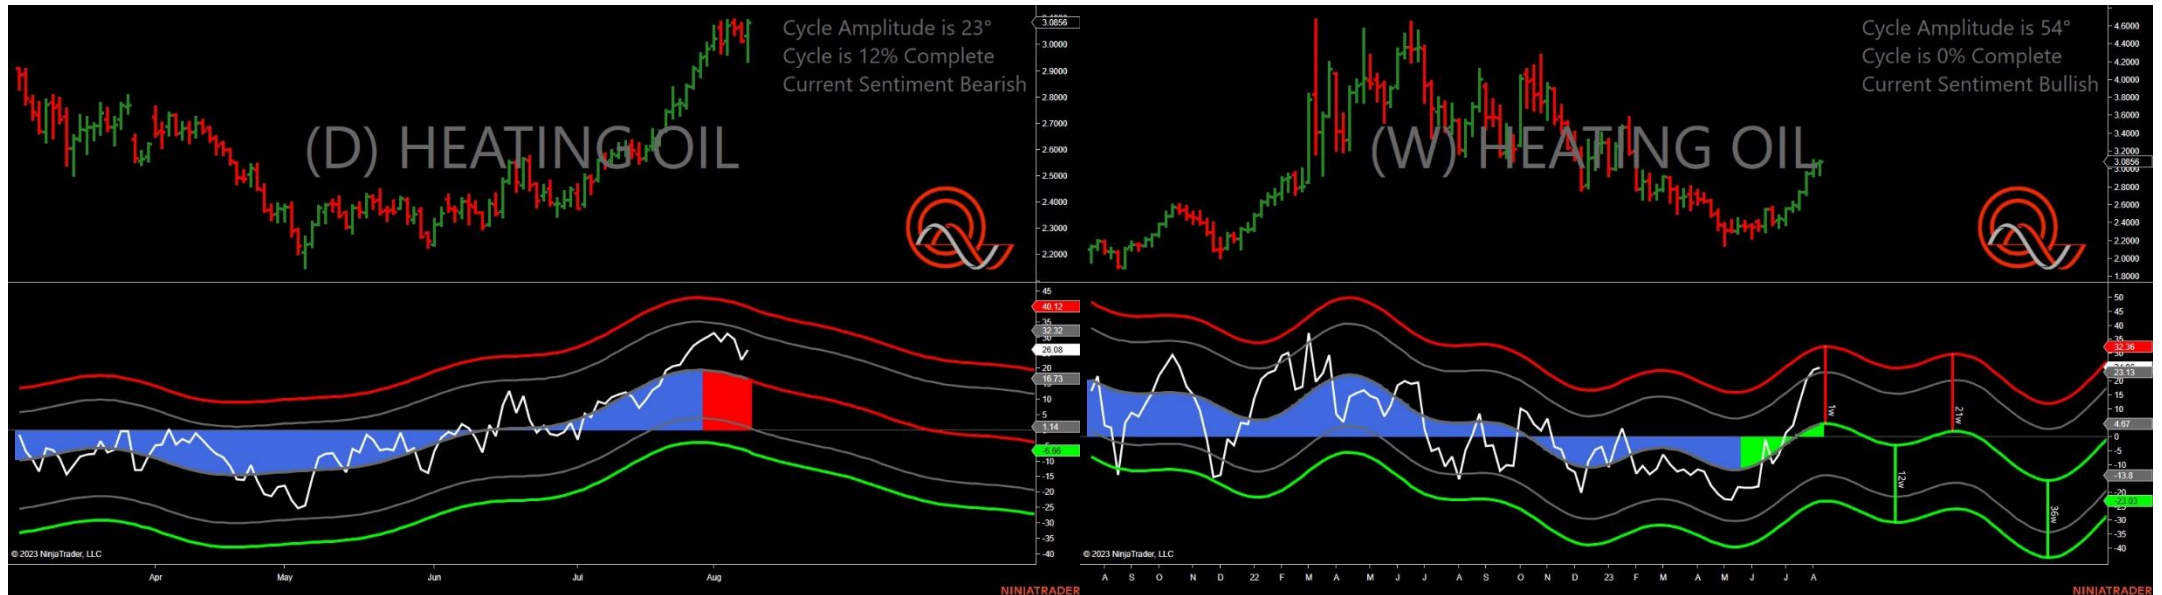 Cycle Amplitude is 23°
Cycle is 12% Complete
Current Sentiment Bearish
(D) HEATING OIL
3.0856
3.0000
2.9000
2.8000
2.7000
2.6000
2.5000
2.4000
2.3000
2.2000
45
40.12
35
32.32
30
26.08
20
16.73
10
5
1.14
-5
-6.66
-10
-15
-20
-25
-30
-35
-40
© 2023 NinjaTrader, LLC
Apr
May
Jun
Jul
Aug
NINJATRADER
Cycle Amplitude is 54°
Cycle is 0% Complete
Current Sentiment Bullish
(W) HEATING OIL
4.6000
4.4000
4.2000
4.0000
3.8000
3.6000
3.4000
3.2000
3.0856
3.0000
2.8000
2.6000
2.4000
2.2000
2.0000
1.8000
50
45
40
35
32.36
30
23.13
20
15
10
4.67
0
-5
-10
-13.8
-20
-23.03
-30
-35
-40
1w
12w
21w
36w
© 2023 NinjaTrader, LLC
A
S
O
N
D
22
F
M
A
M
J
J
A
S
O
N
D
23
F
M
A
M
J
J
A
NINJATRADER